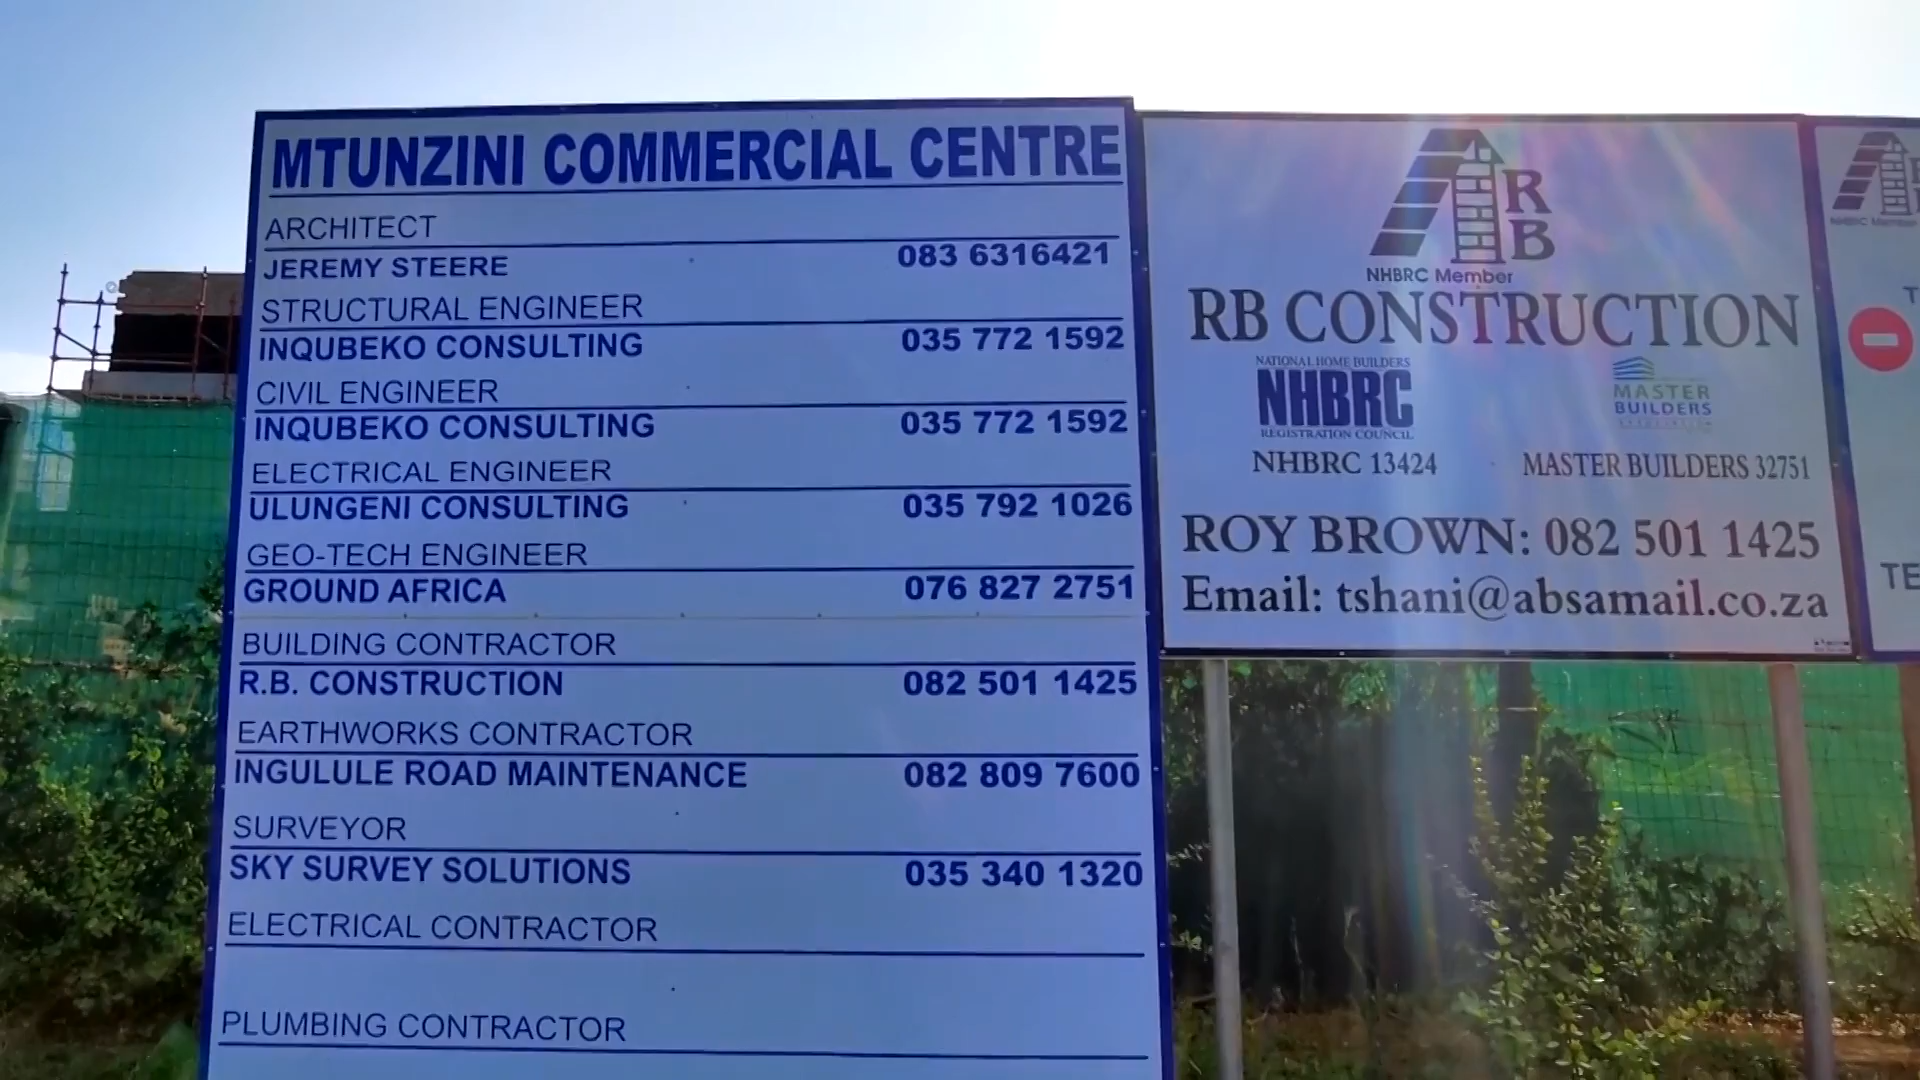 MTUNZINI COMMERCIAL CENTRE
ARCHITECT
JEREMY STEERE 083 6316421
STRUCTURAL ENGINEER
INQUBEKO CONSULTING 035 772 1592
CIVIL ENGINEER
INQUBEKO CONSULTING 035 772 1592
ELECTRICAL ENGINEER
ULUNGENI CONSULTING 035 792 1026
GEO-TECH ENGINEER
GROUND AFRICA 076 827 2751
BUILDING CONTRACTOR
R.B. CONSTRUCTION 082 501 1425
EARTHWORKS CONTRACTOR
INGULULE ROAD MAINTENANCE 082 809 7600
SURVEYOR
SKY SURVEY SOLUTIONS 035 340 1320
ELECTRICAL CONTRACTOR
PLUMBING CONTRACTOR
R
B
NHBRC Member
RB CONSTRUCTION
NATIONAL HOME BUILDERS
NHBRC
REGISTRATION COUNCIL
MASTER
BUILDERS
ASSOCIATION
NHBRC 13424
MASTER BUILDERS 32751
ROY BROWN: 082 501 1425
Email: tshani@absamail.co.za
NHBRC Member
TE